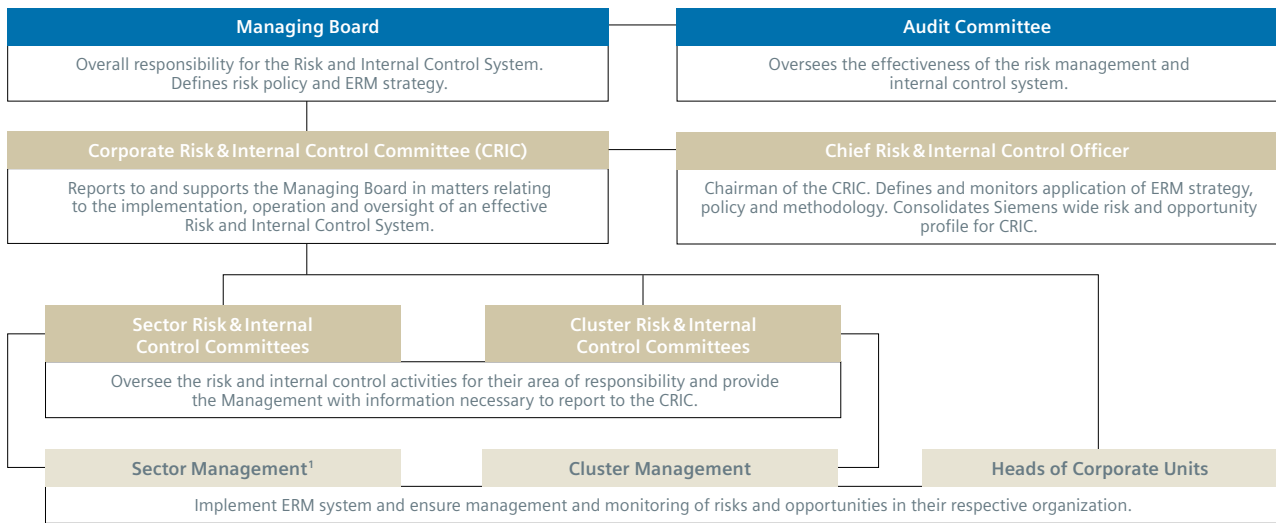 Managing Board
Overall responsibility for the Risk and Internal Control System.
Defines risk policy and ERM strategy.
Audit Committee
Oversees the effectiveness of the risk management and
internal control system.
Corporate Risk & Internal Control Committee (CRIC)
Reports to and supports the Managing Board in matters relating
to the implementation, operation and oversight of an effective
Risk and Internal Control System.
Chief Risk & Internal Control Officer
Chairman of the CRIC. Defines and monitors application of ERM strategy,
policy and methodology. Consolidates Siemens wide risk and opportunity
profile for CRIC.
Sector Risk & Internal
Control Committees
Cluster Risk & Internal
Control Committees
Oversee the risk and internal control activities for their area of responsibility and provide
the Management with information necessary to report to the CRIC.
Sector Management¹
Cluster Management
Heads of Corporate Units
Implement ERM system and ensure management and monitoring of risks and opportunities in their respective organization.